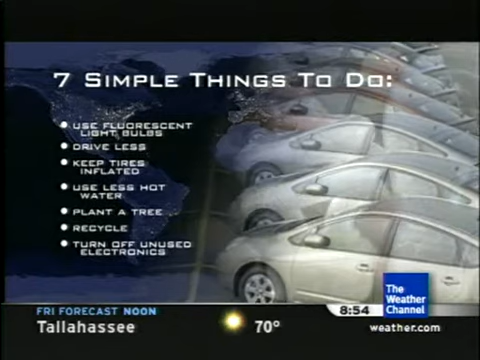 7 SIMPLE THINGS TO DO:
• USE FLUORESCENT
LIGHT BULBS
• DRIVE LESS
• KEEP TIRES
INFLATED
• USE LESS HOT
WATER
• PLANT A TREE
• RECYCLE
• TURN OFF UNUSED
ELECTRONICS
8:54
The
Weather
Channel
FRI FORECAST NOON
Tallahassee
70°
weather.com